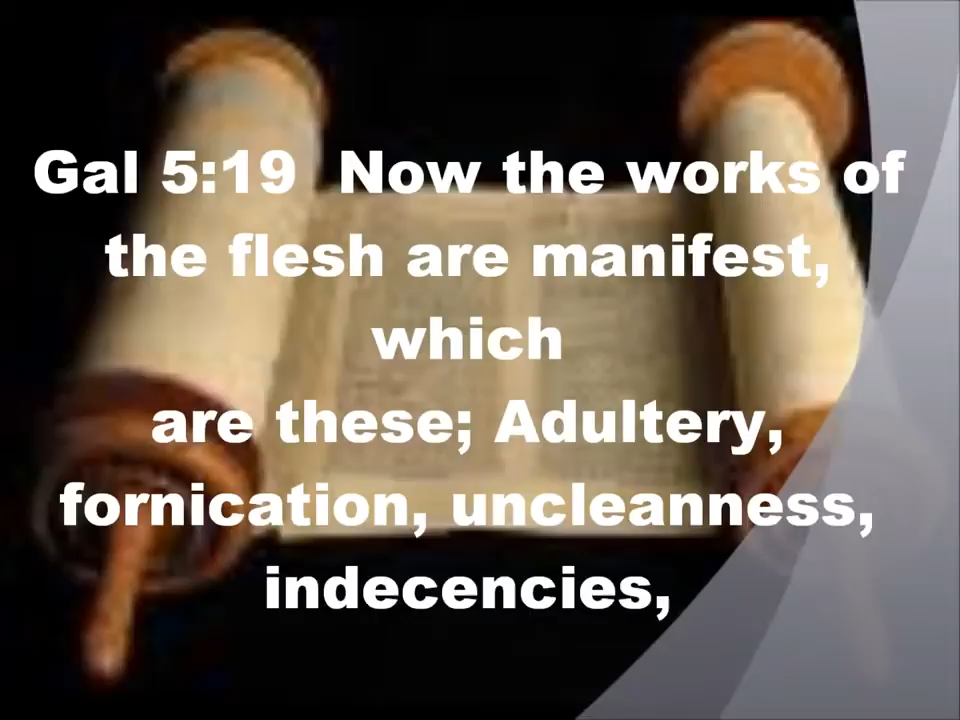 Gal 5:19 Now the works of
the flesh are manifest,
which
are these; Adultery,
fornication, uncleanness,
indecencies,